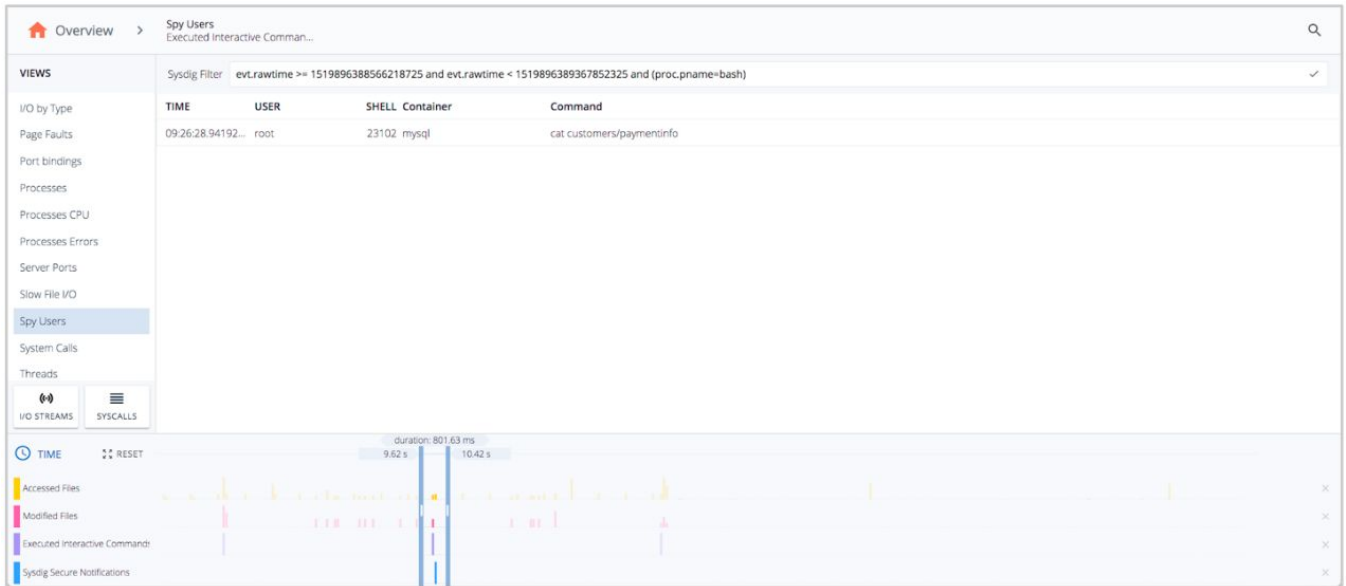 Overview > Spy Users
Executed Interactive Comman...
VIEWS
Sysdig Filter evt.rawtime >= 1519896388566218725 and evt.rawtime < 1519896389367852325 and (proc.pname=bash)
I/O by Type
Page Faults
Port bindings
Processes
Processes CPU
Processes Errors
Server Ports
Slow File I/O
Spy Users
System Calls
Threads
I/O STREAMS SYSCALLS
TIME USER SHELL Container Command
09:26:28.94192... root 23102 mysql cat customers/paymentinfo
TIME RESET
duration: 801.63 ms
9.62 s 10.42 s
Accessed Files
Modified Files
Executed Interactive Commands
Sysdig Secure Notifications